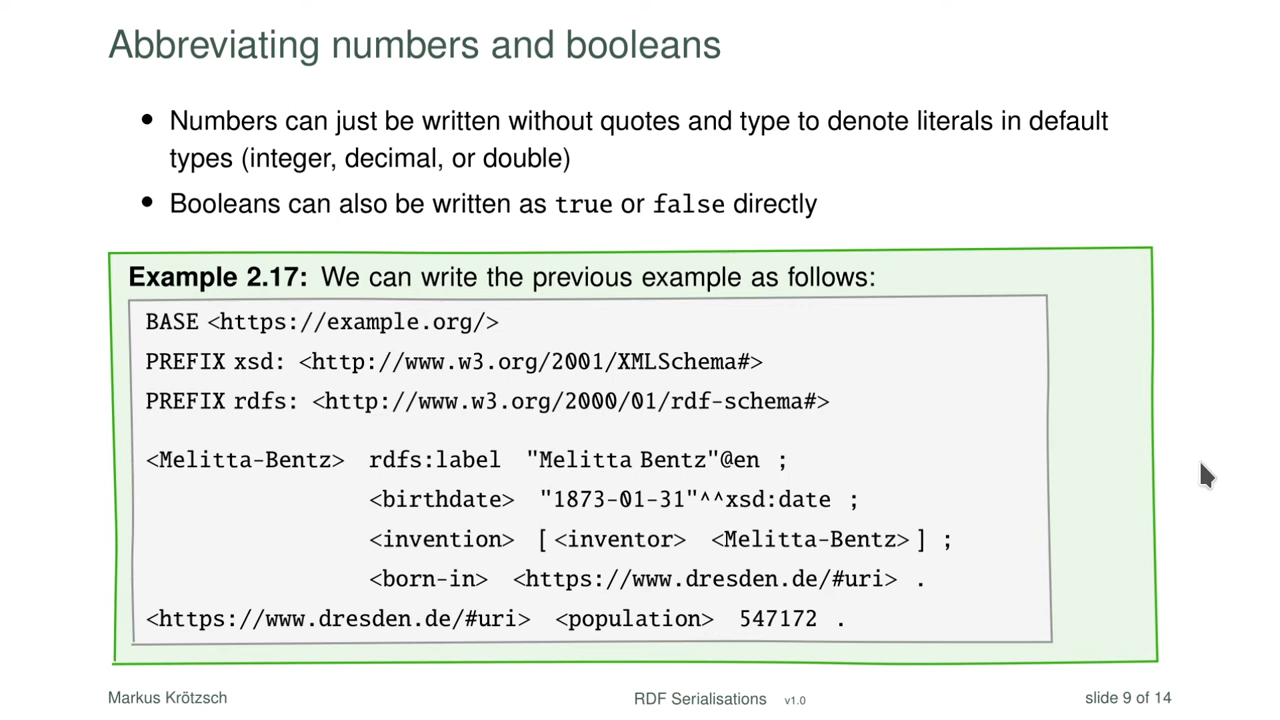 Abbreviating numbers and booleans
• Numbers can just be written without quotes and type to denote literals in default
types (integer, decimal, or double)
• Booleans can also be written as true or false directly
Example 2.17: We can write the previous example as follows:
BASE <https://example.org/>
PREFIX xsd: <http://www.w3.org/2001/XMLSchema#>
PREFIX rdfs: <http://www.w3.org/2000/01/rdf-schema#>
<Melitta-Bentz> rdfs:label "Melitta Bentz"@en ;
<birthdate> "1873-01-31"^^xsd:date ;
<invention> [ <inventor> <Melitta-Bentz> ] ;
<born-in> <https://www.dresden.de/#uri> .
<https://www.dresden.de/#uri> <population> 547172 .
Markus Krötzsch RDF Serialisations v1.0 slide 9 of 14